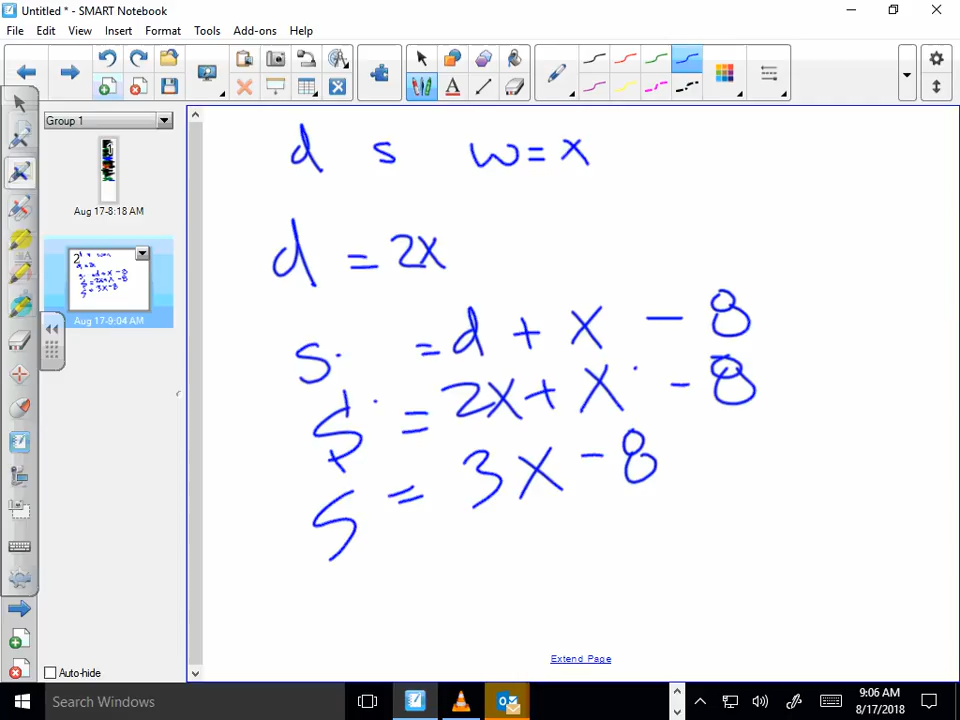 Untitled * - SMART Notebook
File Edit View Insert Format Tools Add-ons Help
Group 1
Aug 17-8:18 AM
2
Aug 17-9:04 AM
Auto-hide
d s w = x
d = 2x
s = d + x - 8
s = 2x + x - 8
s = 3x - 8
Extend Page
Search Windows
9:06 AM
8/17/2018